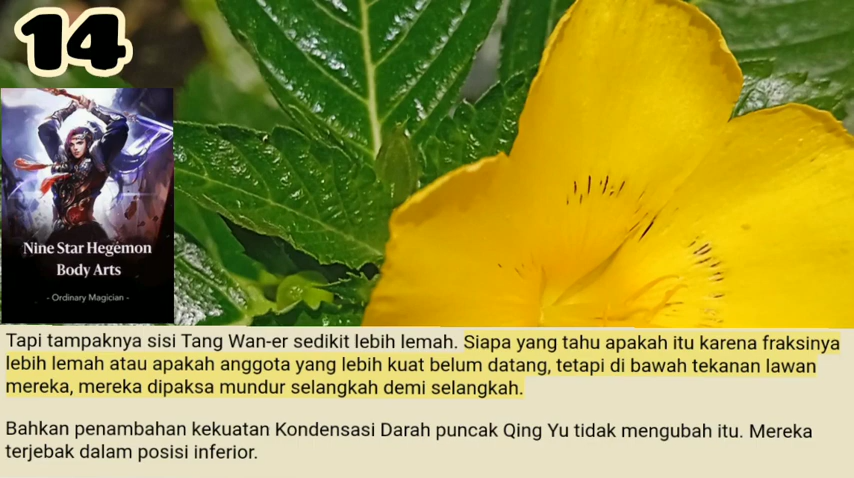 14
Nine Star Hegemon
Body Arts
- Ordinary Magician -
Tapi tampaknya sisi Tang Wan-er sedikit lebih lemah. Siapa yang tahu apakah itu karena fraksinya
lebih lemah atau apakah anggota yang lebih kuat belum datang, tetapi di bawah tekanan lawan
mereka, mereka dipaksa mundur selangkah demi selangkah.
Bahkan penambahan kekuatan Kondensasi Darah puncak Qing Yu tidak mengubah itu. Mereka
terjebak dalam posisi inferior.